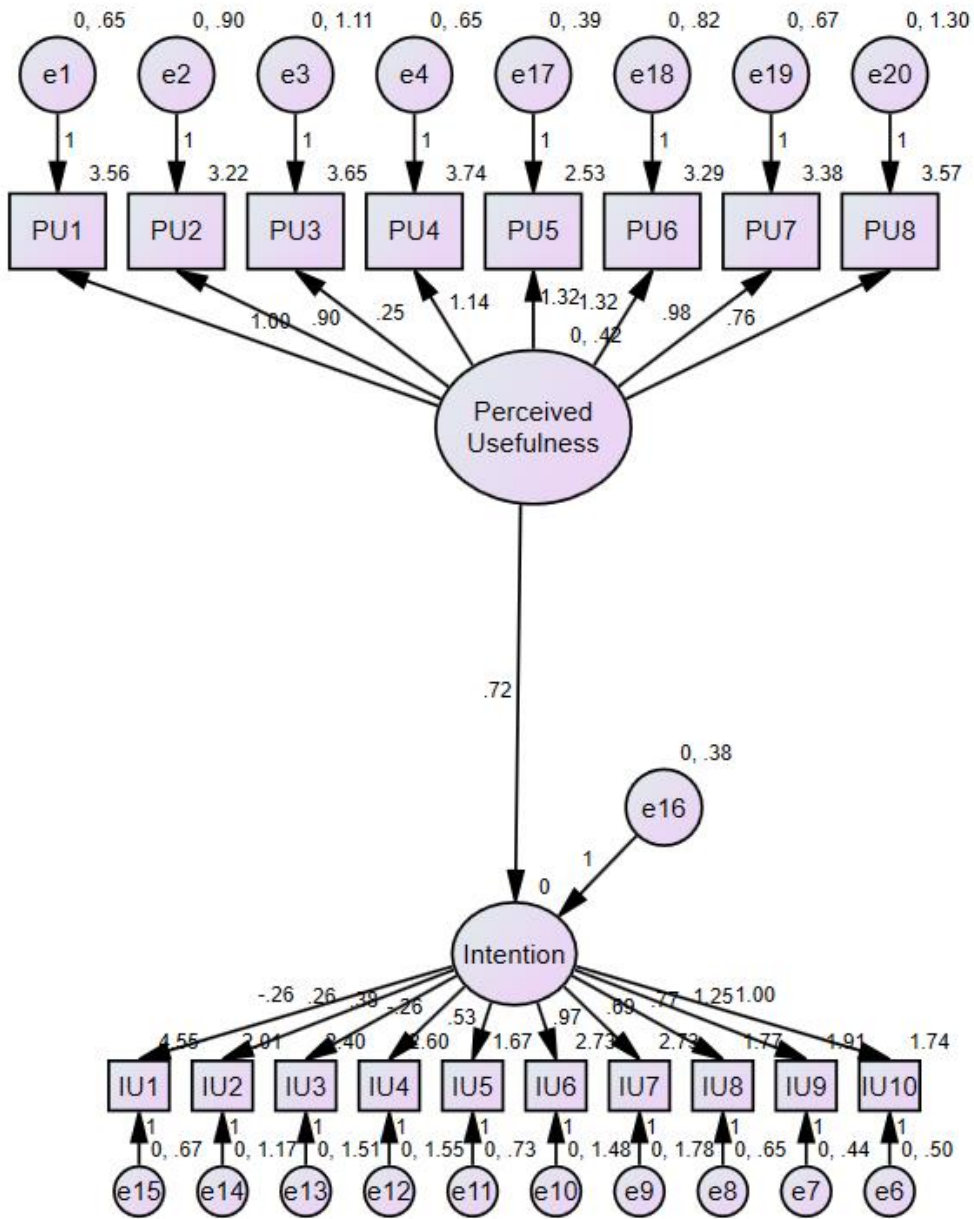 0, .65 0, .90 0, 1.11 0, .65 0, .39 0, .82 0, .67 0, 1.30
e1 e2 e3 e4 e17 e18 e19 e20
1 1 1 1 1 1 1 1
3.56 3.22 3.65 3.74 2.53 3.29 3.38 3.57
PU1 PU2 PU3 PU4 PU5 PU6 PU7 PU8
1.00 .90 .25 1.14 1.32 1.32 .98 .76
0, .42
Perceived
Usefulness
.72
0, .38
e16
1
0
Intention
-.26 .26 .38 -.26 .53 .97 .69 .77 1.25 1.00
4.55 2.01 2.40 2.60 1.67 2.73 2.73 1.77 1.91 1.74
IU1 IU2 IU3 IU4 IU5 IU6 IU7 IU8 IU9 IU10
1 1 1 1 1 1 1 1 1 1
0, .67 0, 1.17 0, 1.51 0, 1.55 0, .73 0, 1.48 0, 1.78 0, .65 0, .44 0, .50
e15 e14 e13 e12 e11 e10 e9 e8 e7 e6